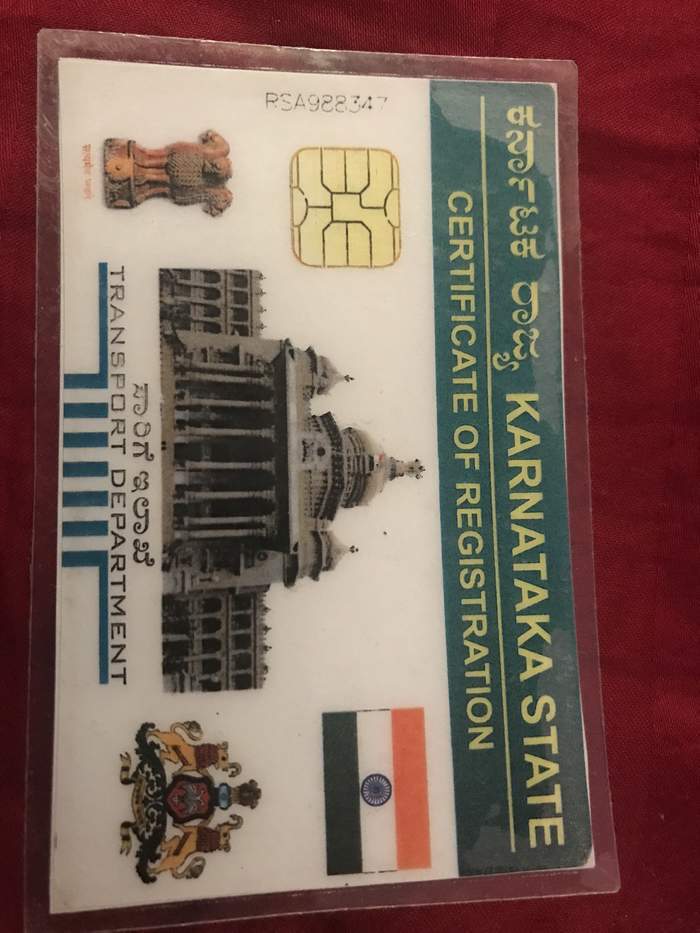 ಕರ್ನಾಟಕ ರಾಜ್ಯ KARNATAKA STATE
CERTIFICATE OF REGISTRATION
RSA988347
ಸಾರಿಗೆ ಇಲಾಖೆ
TRANSPORT DEPARTMENT